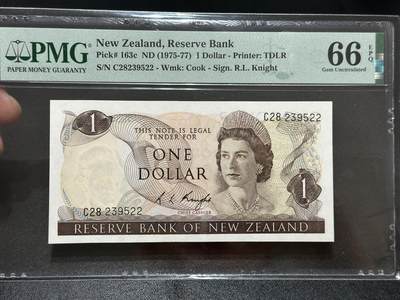 PMG
PAPER MONEY GUARANTY
New Zealand, Reserve Bank
Pick# 163c ND (1975-77) 1 Dollar - Printer: TDLR
S/N C28239522 - Wmk: Cook - Sign. R.L. Knight
66 EPQ
Gem Uncirculated
C28 239522
1
THIS NOTE IS LEGAL
TENDER FOR
ONE
DOLLAR
1
R L Knight
CHIEF CASHIER
C28 239522
RESERVE BANK OF NEW ZEALAND